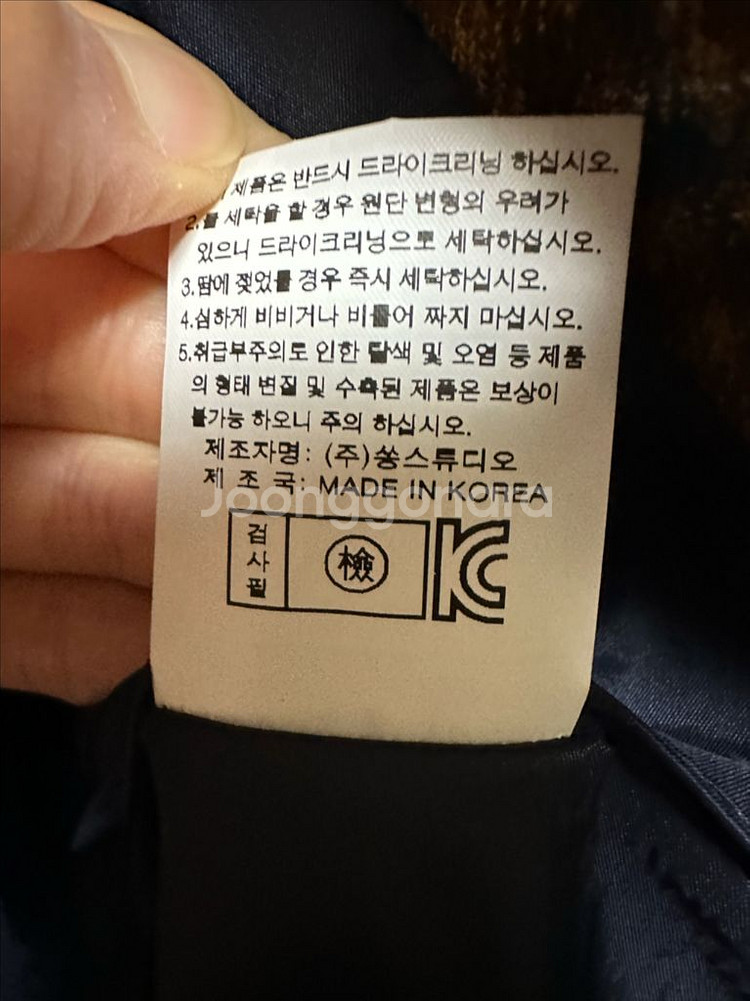 제품은 반드시 드라이크리닝 하십시오.
2.물 세탁을 할 경우 원단 변형의 우려가
있으니 드라이크리닝으로 세탁하십시오.
3.땀에 젖었를 경우 즉시 세탁하십시오.
4.심하게 비비거나 비틀어 짜지 마십시오.
5.취급부주의로 인한 탈색 및 오염 등 제품
의 형태 변질 및 수축된 제품은 보상이
불가능 하오니 주의 하십시오.
제조자명: (주)쏭스튜디오
제 조 국: MADE IN KOREA
Joonggonara
검사필 檢 KC